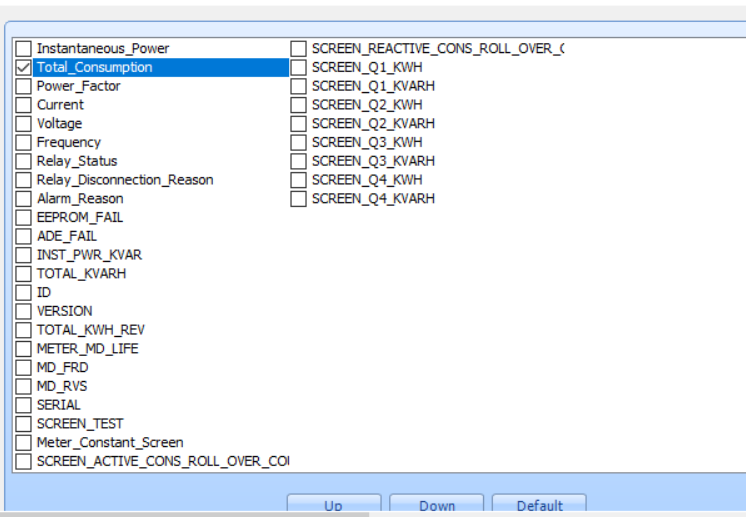 Instantaneous_Power
Total_Consumption
Power_Factor
Current
Voltage
Frequency
Relay_Status
Relay_Disconnection_Reason
Alarm_Reason
EEPROM_FAIL
ADE_FAIL
INST_PWR_KVAR
TOTAL_KVARH
ID
VERSION
TOTAL_KWH_REV
METER_MD_LIFE
MD_FRD
MD_RVS
SERIAL
SCREEN_TEST
Meter_Constant_Screen
SCREEN_ACTIVE_CONS_ROLL_OVER_COU
SCREEN_REACTIVE_CONS_ROLL_OVER_C
SCREEN_Q1_KWH
SCREEN_Q1_KVARH
SCREEN_Q2_KWH
SCREEN_Q2_KVARH
SCREEN_Q3_KWH
SCREEN_Q3_KVARH
SCREEN_Q4_KWH
SCREEN_Q4_KVARH
Up Down Default